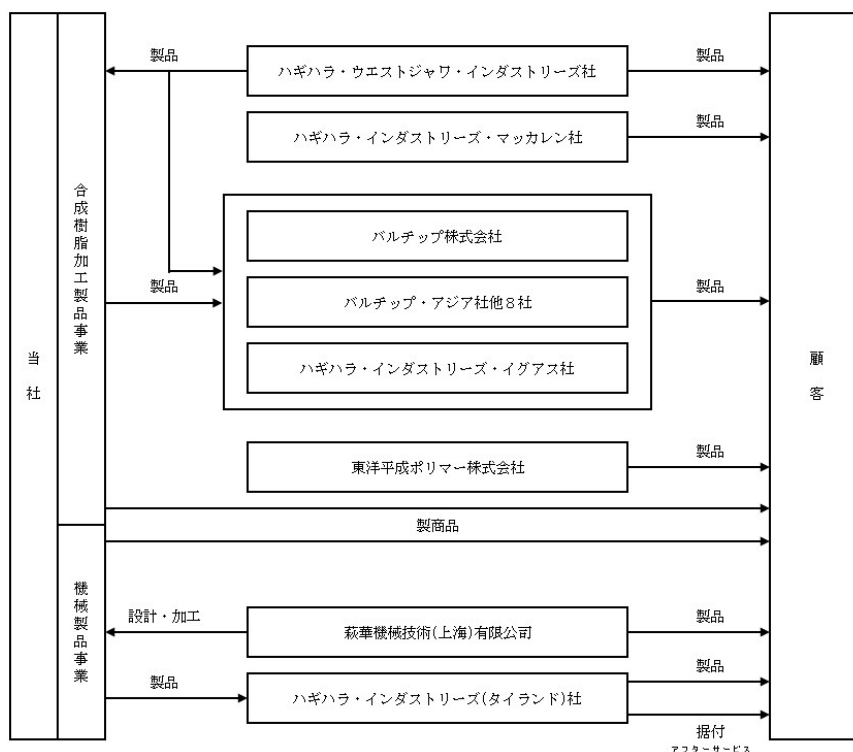 当社
合成樹脂加工製品事業
機械製品事業
製品
ハギハラ・ウエストジャワ・インダストリーズ社
製品
ハギハラ・インダストリーズ・マッカレン社
製品
バルチップ株式会社
製品
バルチップ・アジア社他8社
製品
ハギハラ・インダストリーズ・イグアス社
東洋平成ポリマー株式会社
製品
製商品
設計・加工
萩華機械技術(上海)有限公司
製品
製品
ハギハラ・インダストリーズ(タイランド)社
製品
据付
アフターサービス
顧客